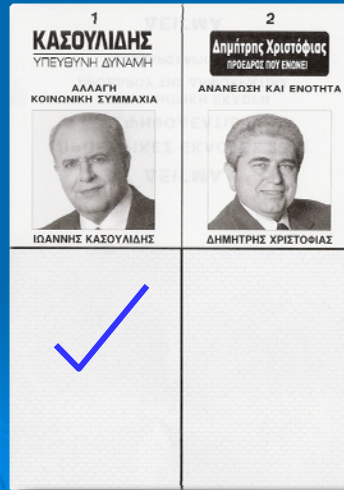 1
ΚΑΣΟΥΛΙΔΗΣ
ΥΠΕΥΘΥΝΗ ΔΥΝΑΜΗ
ΑΛΛΑΓΗ
ΚΟΙΝΩΝΙΚΗ ΣΥΜΜΑΧΙΑ
ΙΩΑΝΝΗΣ ΚΑΣΟΥΛΙΔΗΣ
2
Δημήτρης Χριστόφιας
ΠΡΟΕΔΡΟΣ ΠΟΥ ΕΝΩΝΕΙ
ΑΝΑΝΕΩΣΗ ΚΑΙ ΕΝΟΤΗΤΑ
ΔΗΜΗΤΡΗΣ ΧΡΙΣΤΟΦΙΑΣ